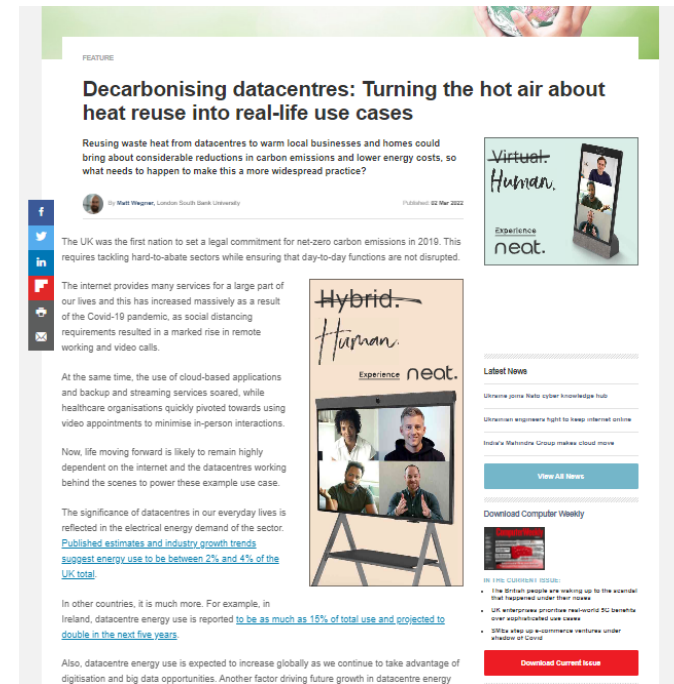 FEATURE
Decarbonising datacentres: Turning the hot air about
heat reuse into real-life use cases
Reusing waste heat from datacentres to warm local businesses and homes could
bring about considerable reductions in carbon emissions and lower energy costs, so
what needs to happen to make this a more widespread practice?
By Matt Wegner, London South Bank University
Published: 02 Mar 2022
The UK was the first nation to set a legal commitment for net-zero carbon emissions in 2019. This
requires tackling hard-to-abate sectors while ensuring that day-to-day functions are not disrupted.
The internet provides many services for a large part of
our lives and this has increased massively as a result
of the Covid-19 pandemic, as social distancing
requirements resulted in a marked rise in remote
working and video calls.
At the same time, the use of cloud-based applications
and backup and streaming services soared, while
healthcare organisations quickly pivoted towards using
video appointments to minimise in-person interactions.
Now, life moving forward is likely to remain highly
dependent on the internet and the datacentres working
behind the scenes to power these example use case.
The significance of datacentres in our everyday lives is
reflected in the electrical energy demand of the sector.
Published estimates and industry growth trends
suggest energy use to be between 2% and 4% of the
UK total.
In other countries, it is much more. For example, in
Ireland, datacentre energy use is reported to be as much as 15% of total use and projected to
double in the next five years.
Also, datacentre energy use is expected to increase globally as we continue to take advantage of
digitisation and big data opportunities. Another factor driving future growth in datacentre energy
Hybrid.
Human.
Experience neat.
Virtual.
Human.
Experience
neat.
Latest News
Ukraine joins Nato cyber knowledge hub
Ukrainian engineers fight to keep internet online
India's Mahindra Group makes cloud move
View All News
Download Computer Weekly
ComputerWeekly
IN THE CURRENT ISSUE:
The British people are waking up to the scandal
that happened under their noses
UK enterprises prioritise real-world 5G benefits
over sophisticated use cases
SMEs step up e-commerce ventures under
shadow of Covid
Download Current Issue